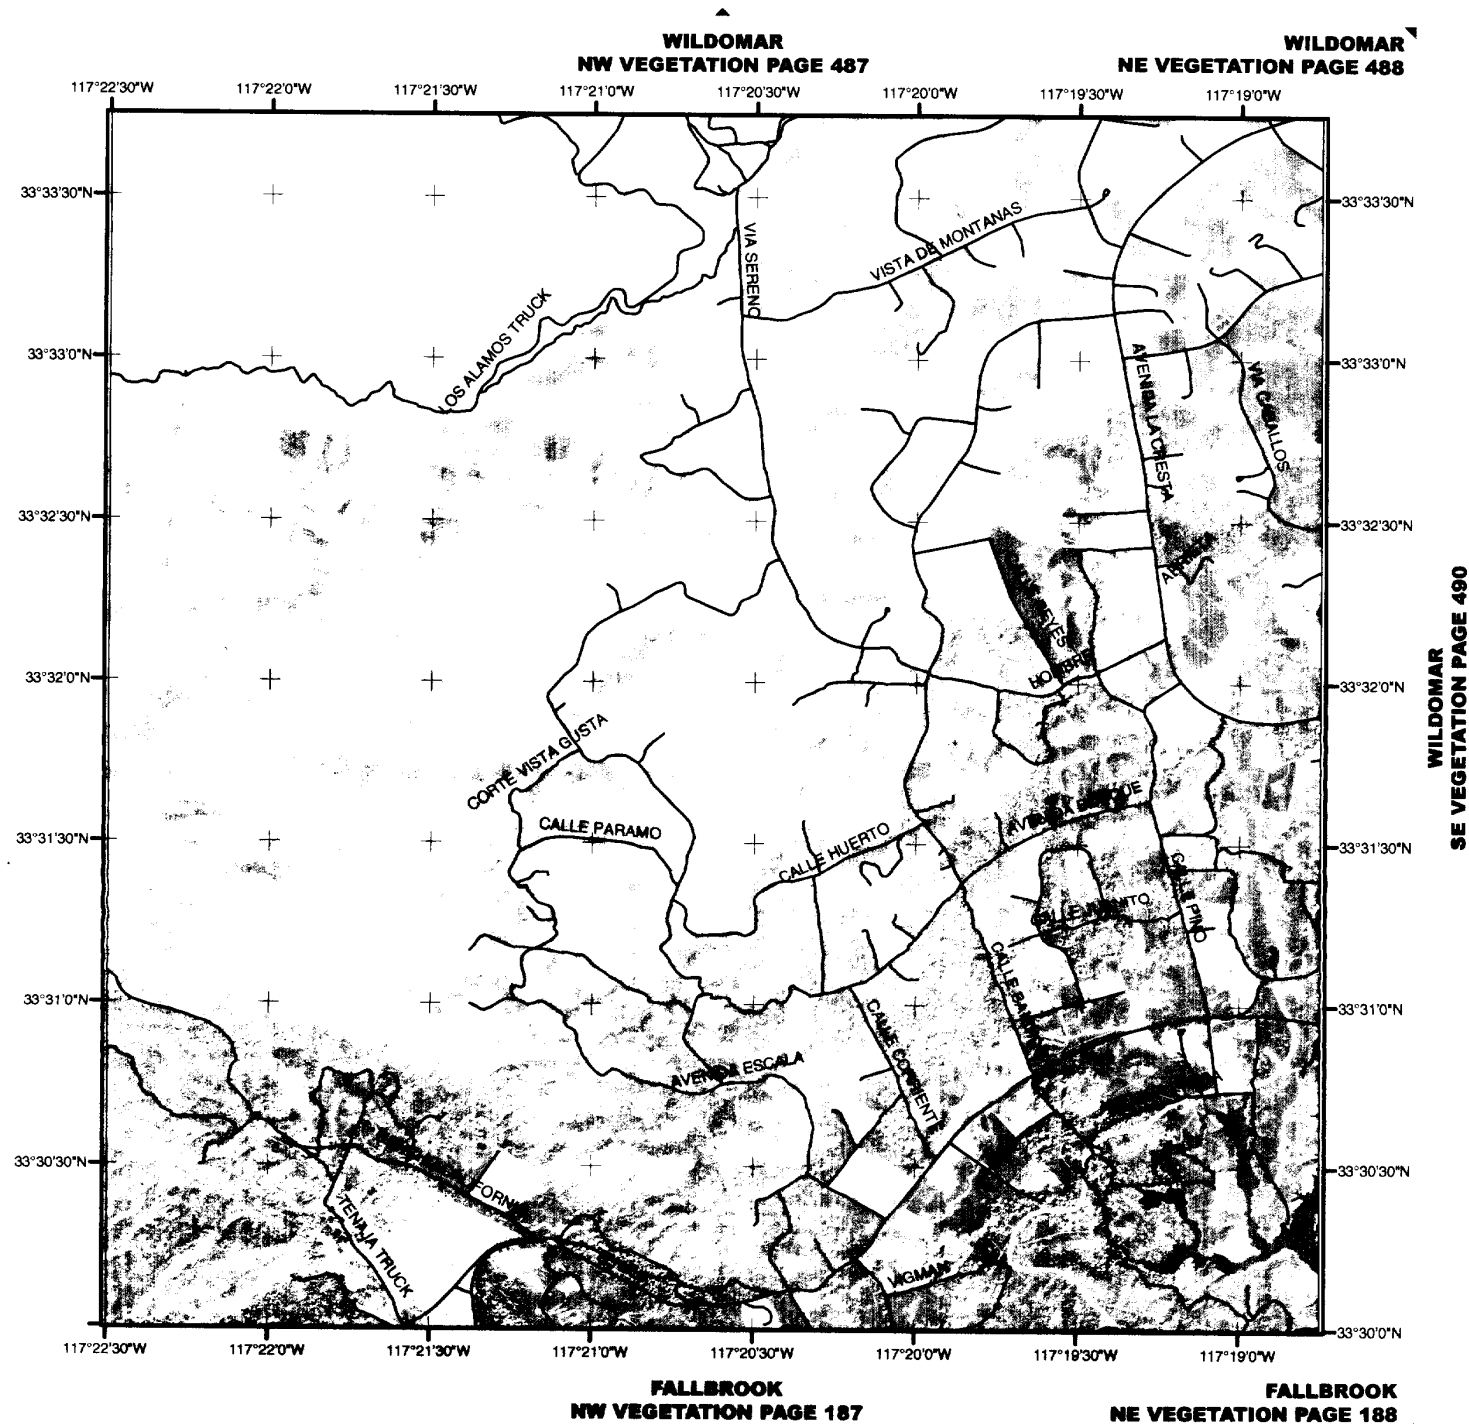 WILDOMAR
NW VEGETATION PAGE 487
WILDOMAR
NE VEGETATION PAGE 488
117°22'30"W
117°22'0"W
117°21'30"W
117°21'0"W
117°20'30"W
117°20'0"W
117°19'30"W
117°19'0"W
33°33'30"N
33°33'30"N
VISTA DE MONTANAS
VIA SERENO
LOS ALAMOS TRUCK
33°33'0"N
33°33'0"N
AVENIDA LA CRESTA
VIA CABALLOS
33°32'30"N
33°32'30"N
HOMBRE
33°32'0"N
33°32'0"N
WILDOMAR
SE VEGETATION PAGE 490
CORTE VISTA GUSTA
CALLE PARAMO
CALLE HUERTO
33°31'30"N
33°31'30"N
CALLE PINO
33°31'0"N
33°31'0"N
CALLE CORRIENTE
AVENIDA ESCALA
33°30'30"N
33°30'30"N
TENAJA TRUCK
VIGMAN
33°30'0"N
117°22'30"W
117°22'0"W
117°21'30"W
117°21'0"W
117°20'30"W
117°20'0"W
117°19'30"W
117°19'0"W
FALLBROOK
NW VEGETATION PAGE 187
FALLBROOK
NE VEGETATION PAGE 188